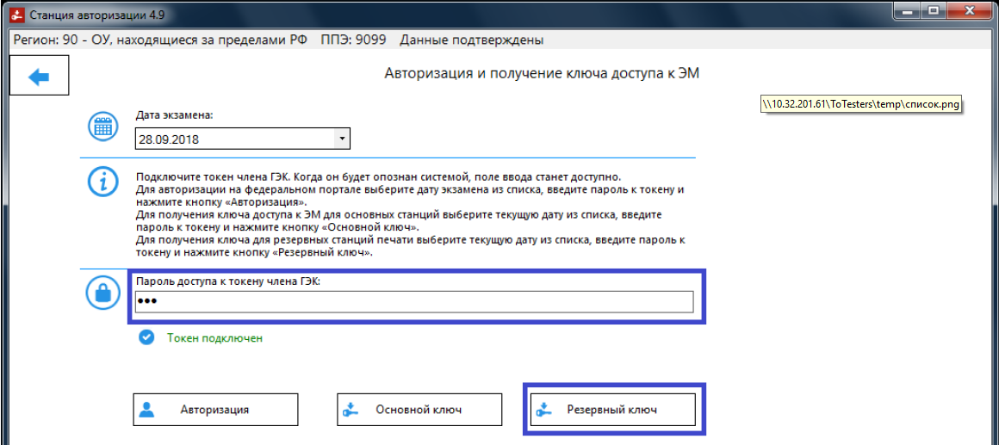 Станция авторизации 4.9
Регион: 90 - ОУ, находящиеся за пределами РФ ППЭ: 9099 Данные подтверждены
Авторизация и получение ключа доступа к ЭМ
\\10.32.201.61\ToTesters\temp\список.png
Дата экзамена:
28.09.2018
Подключите токен члена ГЭК. Когда он будет опознан системой, поле ввода станет доступно.
Для авторизации на федеральном портале выберите дату экзамена из списка, введите пароль к токену и
нажмите кнопку «Авторизация».
Для получения ключа доступа к ЭМ для основных станций выберите текущую дату из списка, введите
пароль к токену и нажмите кнопку «Основной ключ».
Для получения ключа для резервных станций печати выберите текущую дату из списка, введите пароль к
токену и нажмите кнопку «Резервный ключ».
Пароль доступа к токену члена ГЭК:
•••
Токен подключен
Авторизация
Основной ключ
Резервный ключ